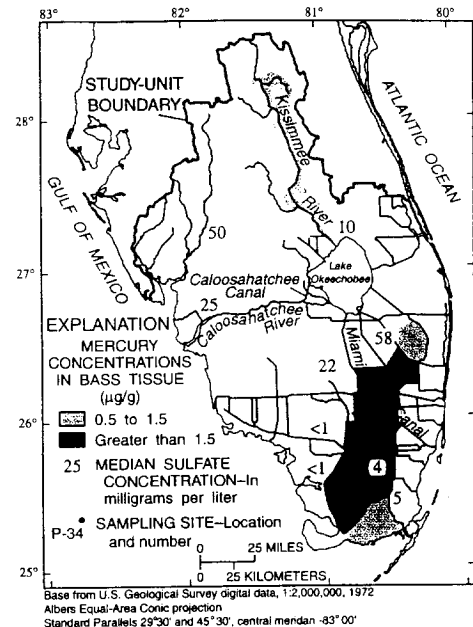 83° 82° 81° 80°
28°
27°
26°
25°
STUDY-UNIT
BOUNDARY
Kissimmee
River
ATLANTIC OCEAN
GULF OF MEXICO
50
10
Lake
Okeechobee
Caloosahatchee
Canal
25
Caloosahatchee
River
Miami
58
22
Canal
<1
<1
4
5
EXPLANATION
MERCURY
CONCENTRATIONS
IN BASS TISSUE
(µg/g)
0.5 to 1.5
Greater than 1.5
25 MEDIAN SULFATE
CONCENTRATION–In
milligrams per liter
P-34 SAMPLING SITE–Location
and number
0 25 MILES
0 25 KILOMETERS
Base from U.S. Geological Survey digital data, 1:2,000,000, 1972
Albers Equal-Area Conic projection
Standard Parallels 29°30' and 45°30', central meridan -83°00'